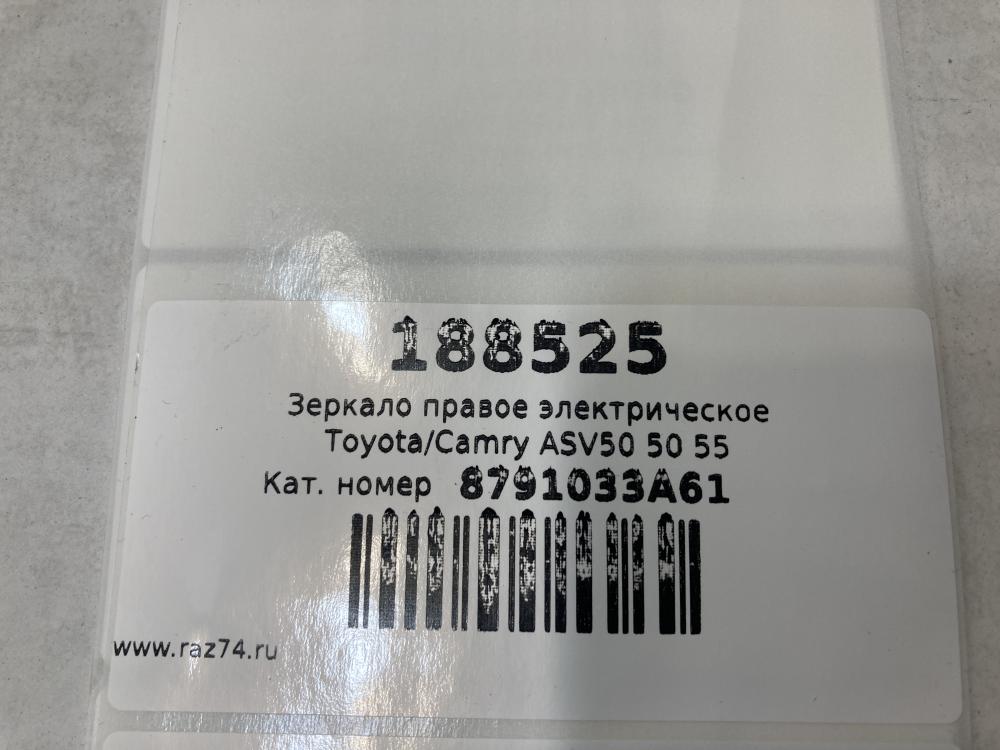 188525
Зеркало правое электрическое
Toyota/Camry ASV50 50 55
Кат. номер 8791033A61
www.raz74.ru